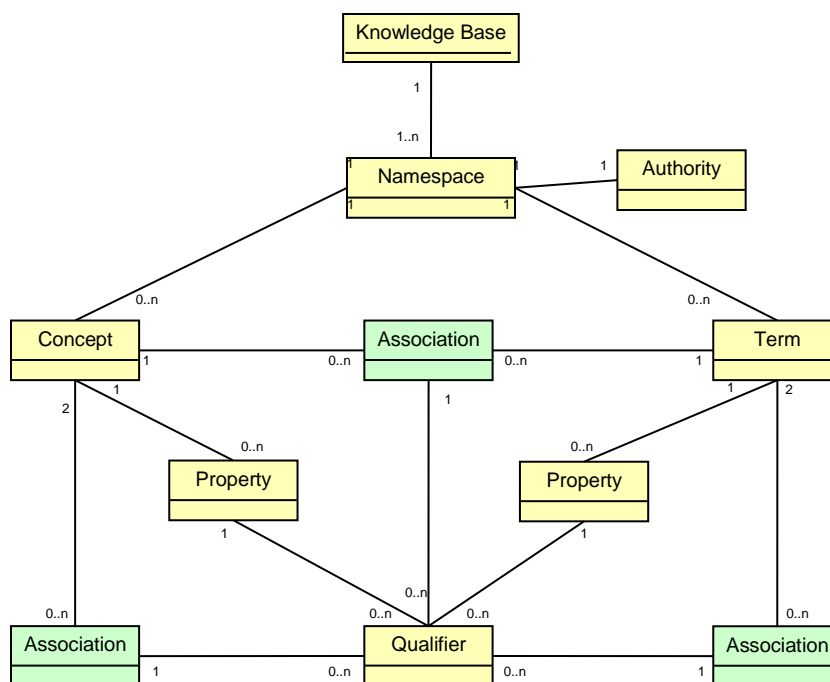 Knowledge Base
1
1..n
1
1
1
Authority
Namespace
1
1
0..n
0..n
Concept
Association
Term
1
0..n
0..n
1
2
1
1
1
2
0..n
0..n
Property
Property
1
1
0..n
0..n
0..n
0..n
0..n
Association
Qualifier
Association
1
0..n
0..n
1